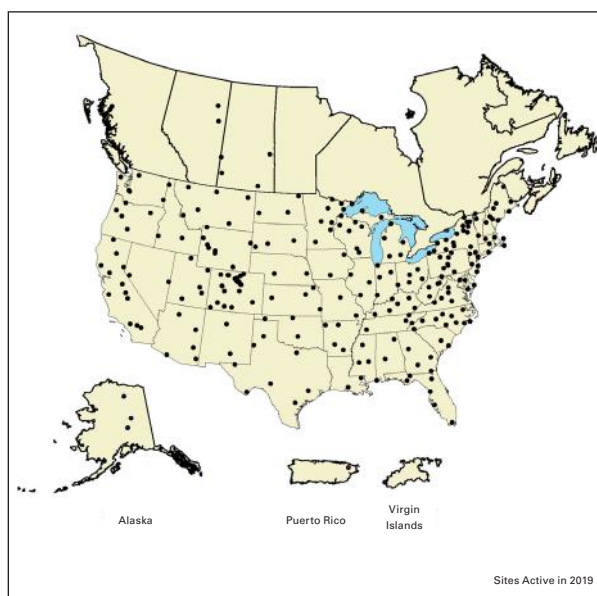 Alaska
Puerto Rico
Virgin
Islands
Sites Active in 2019